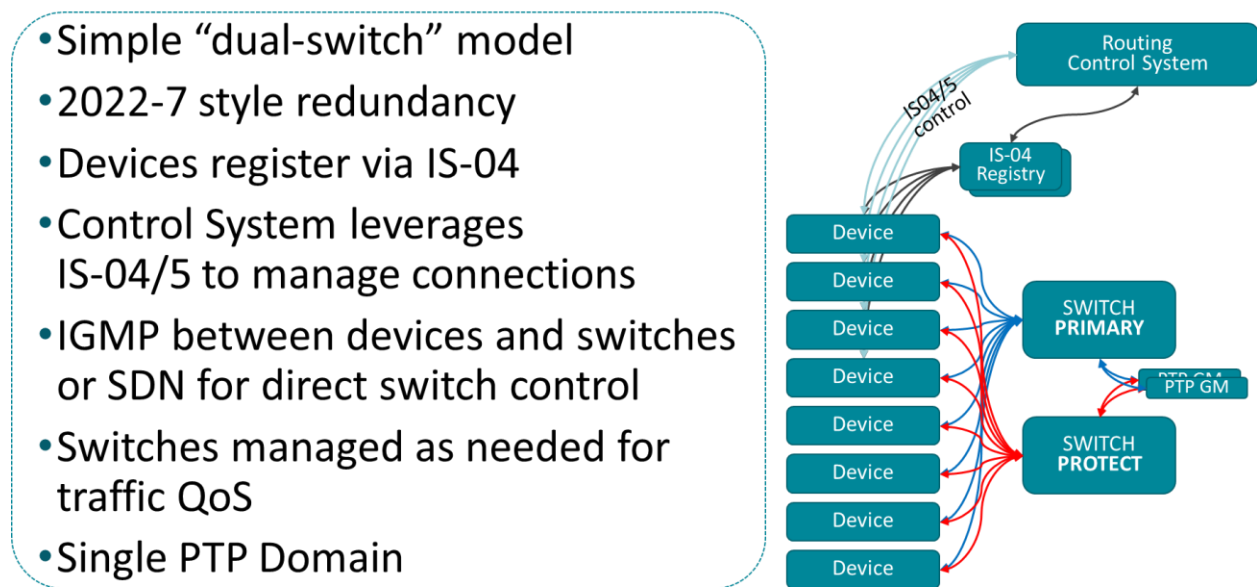 •Simple “dual-switch” model
•2022-7 style redundancy
•Devices register via IS-04
•Control System leverages
IS-04/5 to manage connections
•IGMP between devices and switches
or SDN for direct switch control
•Switches managed as needed for
traffic QoS
•Single PTP Domain
Routing
Control System
IS04/5
control
IS-04
Registry
Device
Device
Device
Device
Device
Device
Device
Device
SWITCH
PRIMARY
PTP GM
PTP GM
SWITCH
PROTECT